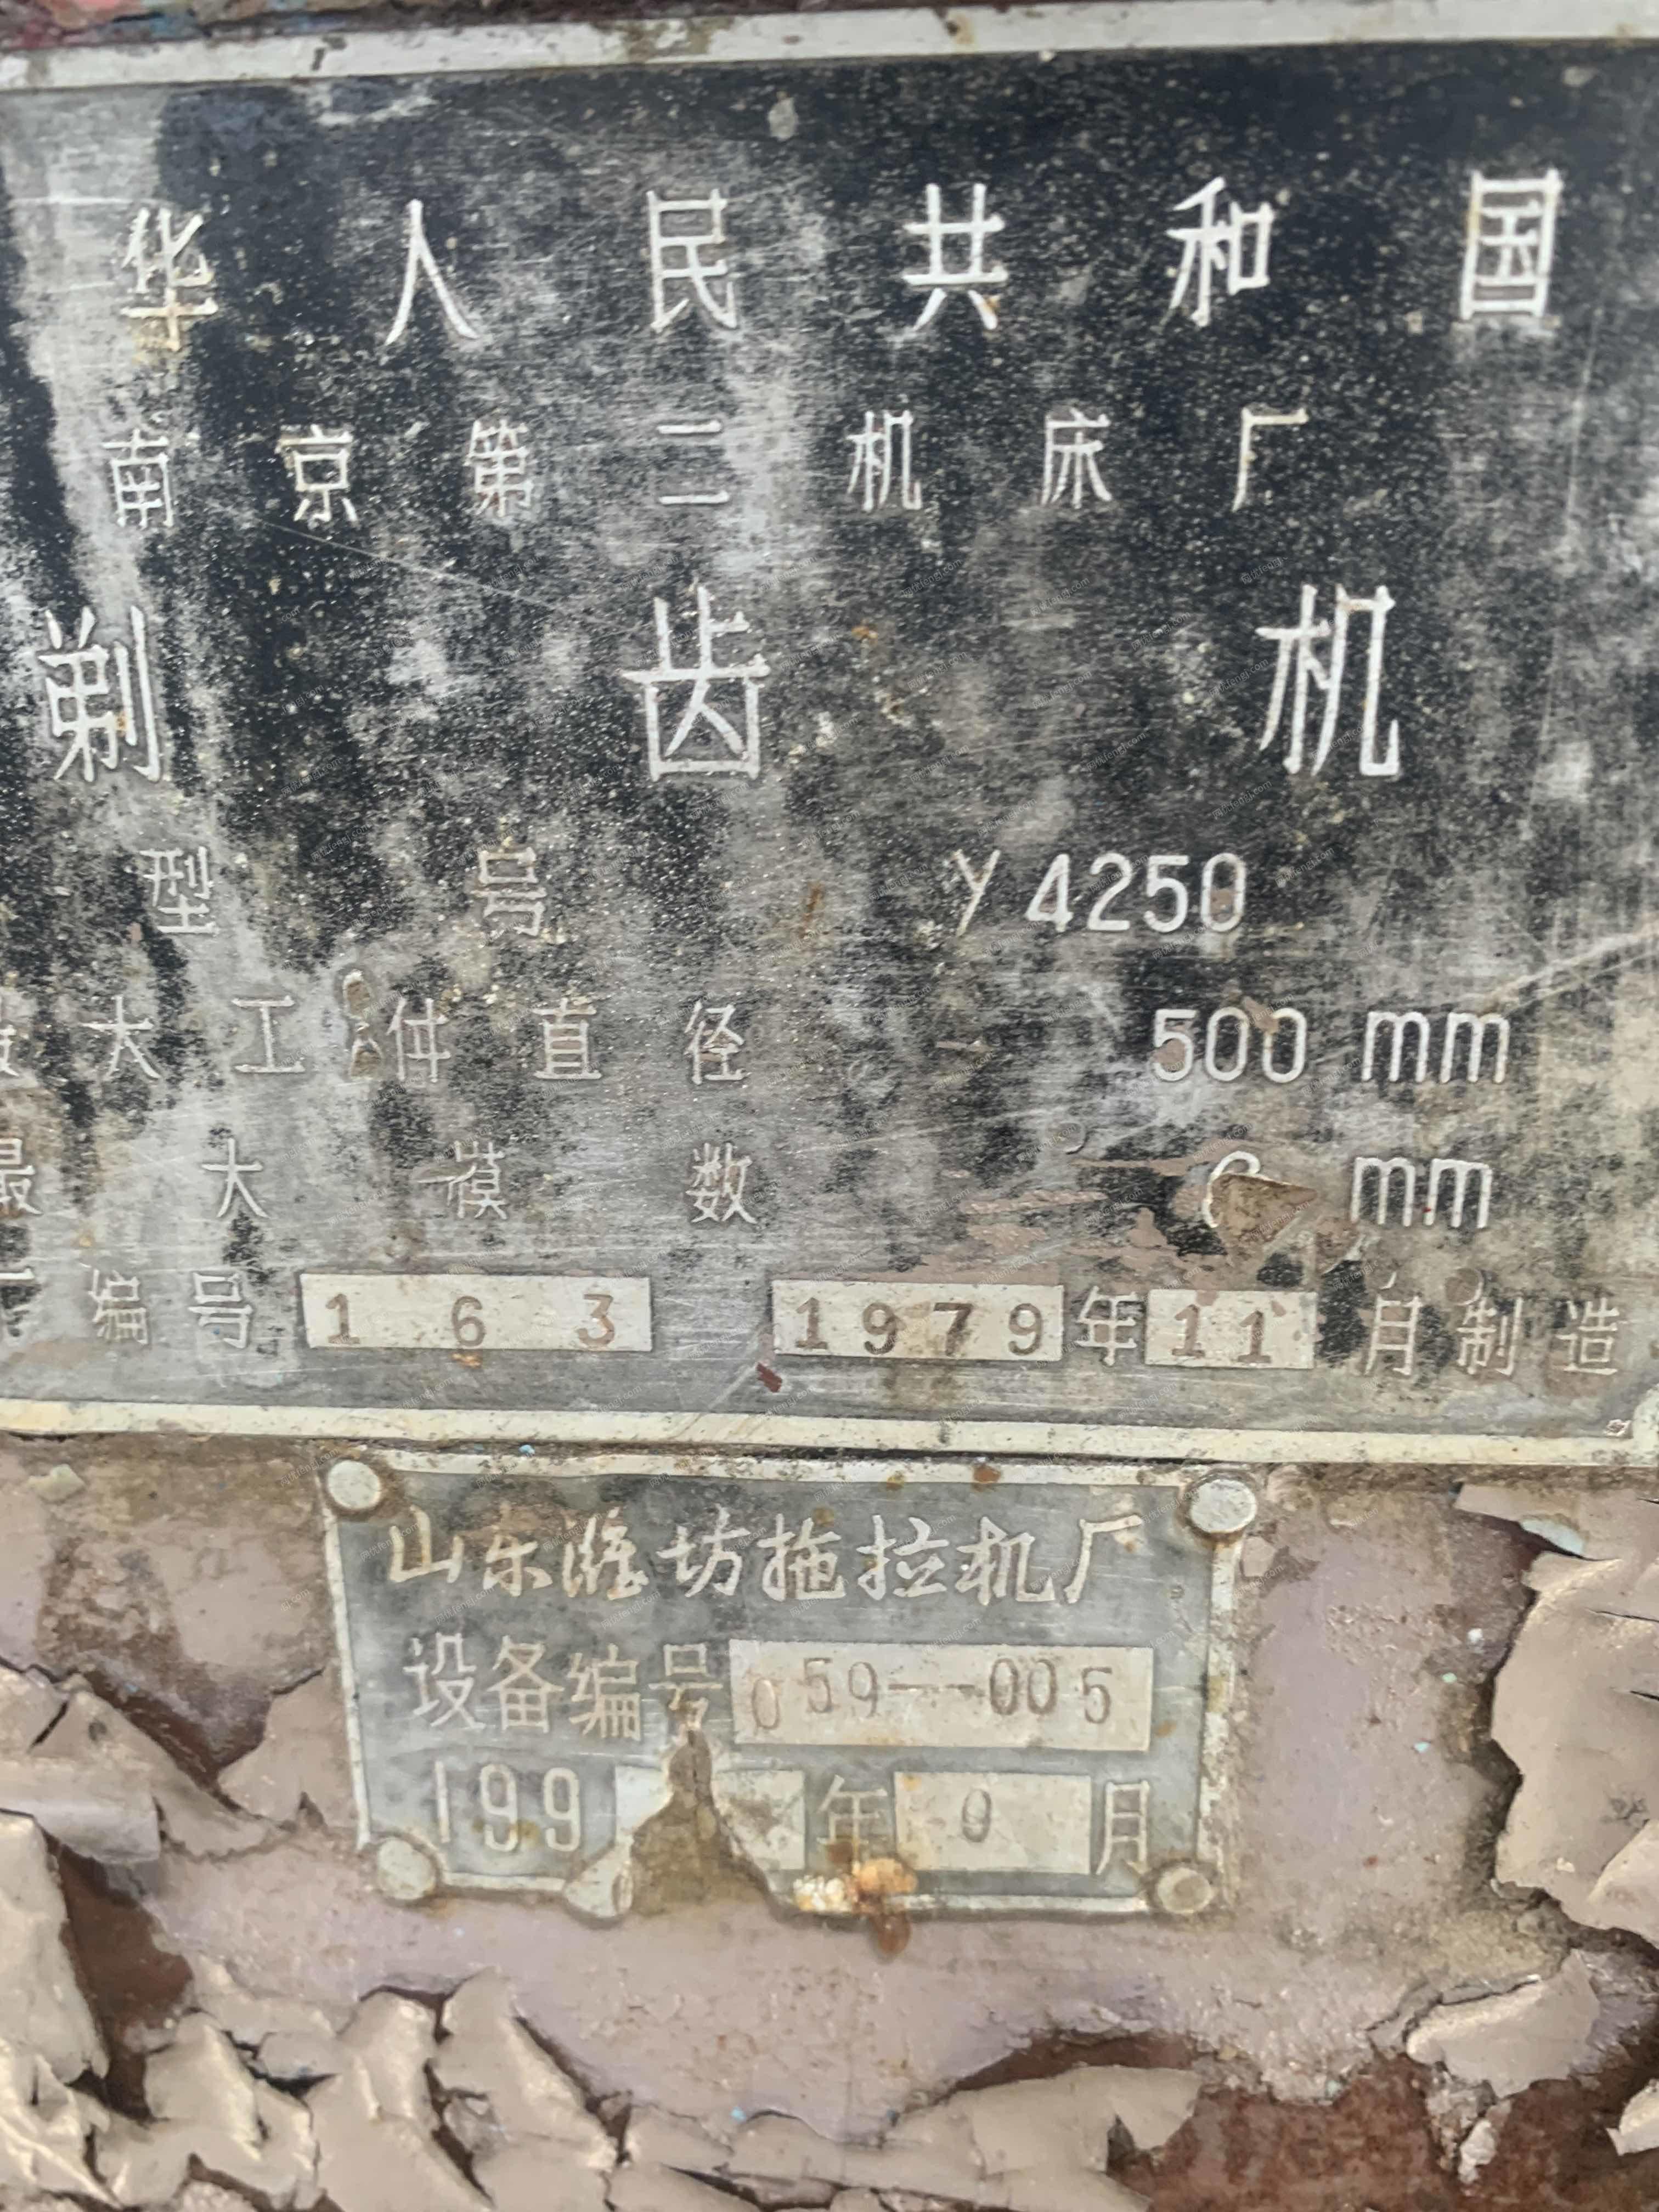 华人民共和国
南京第二机床厂
剃齿机
型号 Y4250
大工件直径 500 mm
最大模数 mm
编号 163 1979年11月制造
山东潍坊拖拉机厂
设备编号 059--005
199 年 9 月